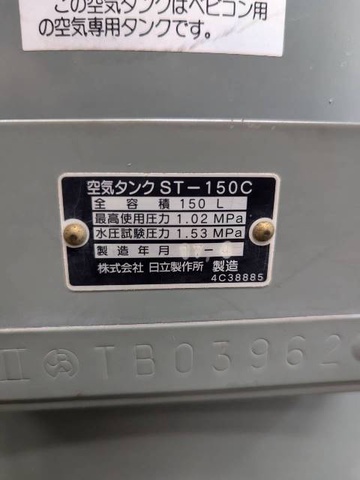 この空気タンクはベビコン用
の空気専用タンクです。
空気タンク ST-150C
全容積 150 L
最高使用圧力 1.02 MPa
水圧試験圧力 1.53 MPa
製造年月
株式会社 日立製作所 製造
4C38885
II TB03962